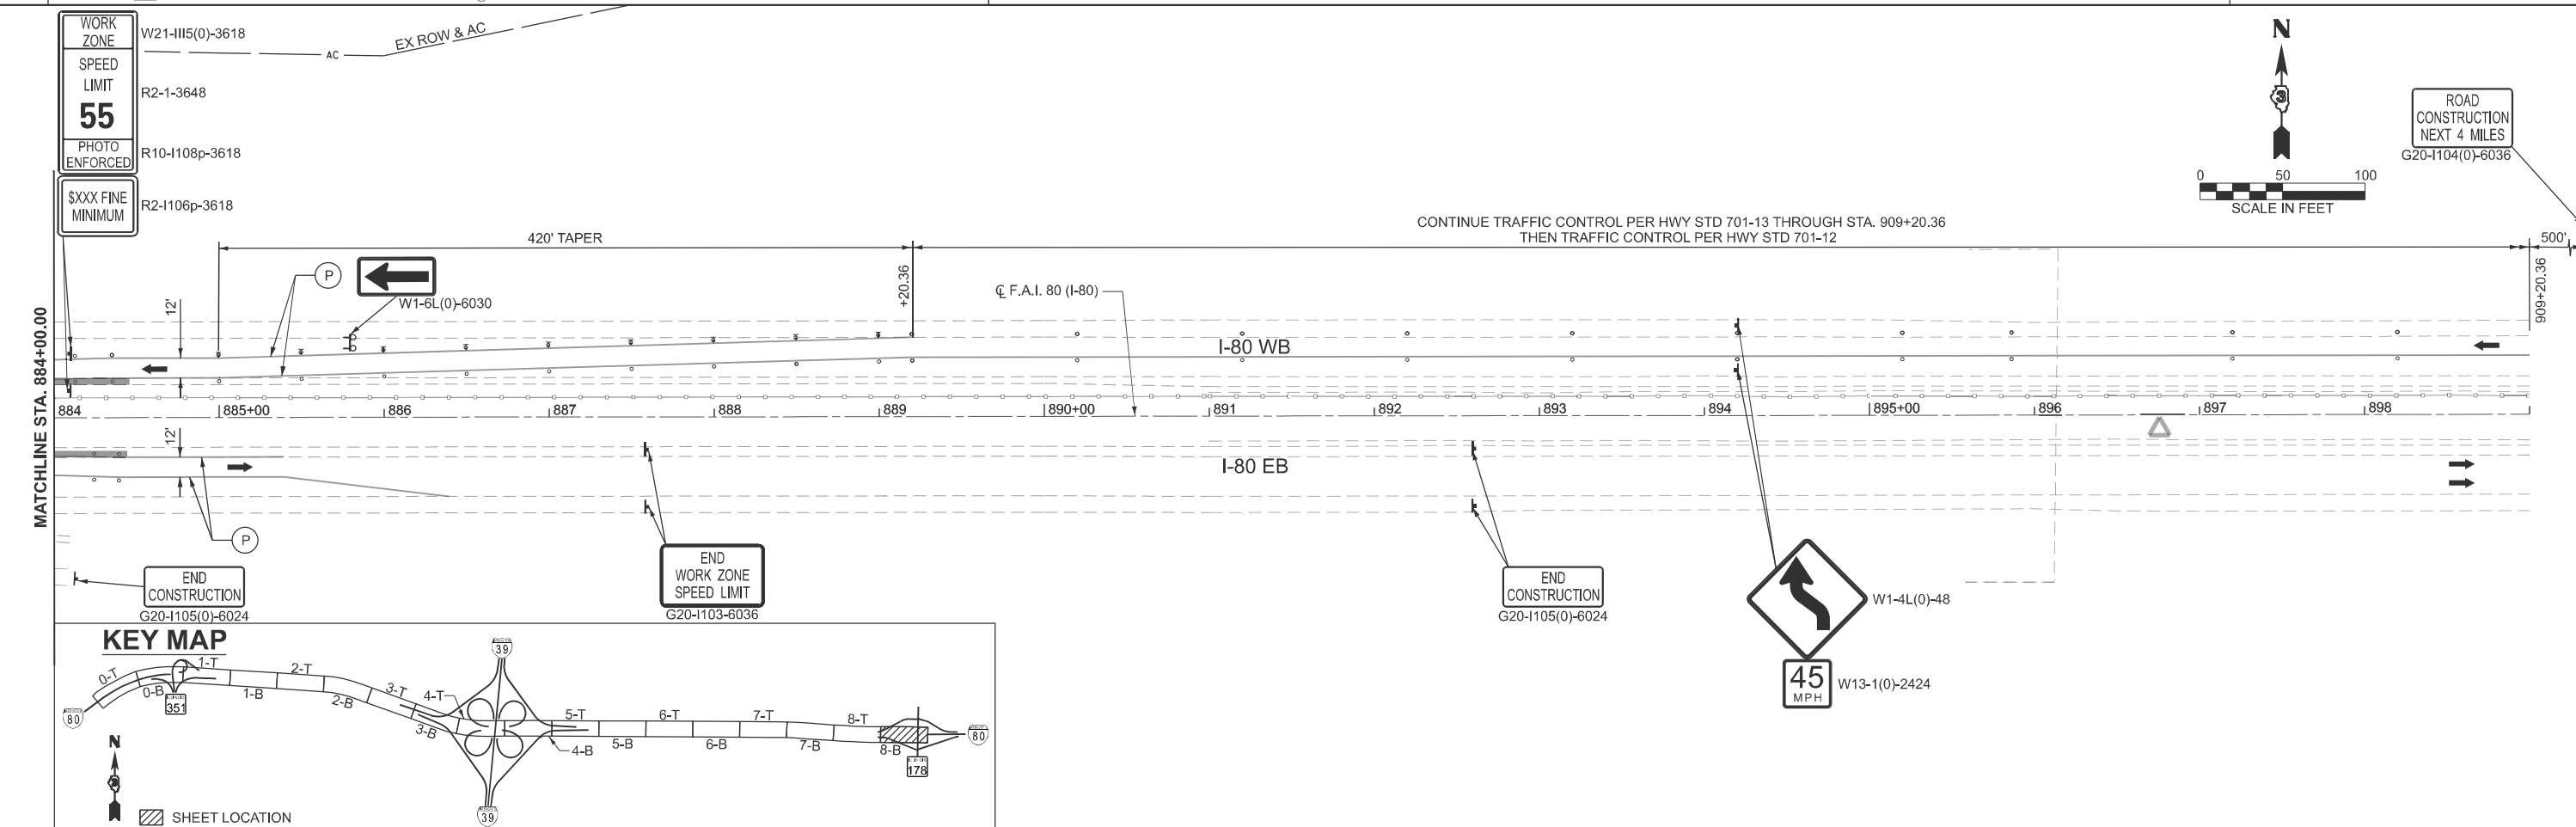 WORK
ZONE
W21-III5(0)-3618
SPEED
LIMIT
55
R2-1-3648
PHOTO
ENFORCED
R10-I108p-3618
$XXX FINE
MINIMUM
R2-I106p-3618
AC
EX ROW & AC
N
3
0 50 100
SCALE IN FEET
ROAD
CONSTRUCTION
NEXT 4 MILES
G20-I104(0)-6036
420' TAPER
CONTINUE TRAFFIC CONTROL PER HWY STD 701-13 THROUGH STA. 909+20.36
THEN TRAFFIC CONTROL PER HWY STD 701-12
500'
+20.36
909+20.36
P
W1-6L(0)-6030
12'
℄ F.A.I. 80 (I-80)
I-80 WB
MATCHLINE STA. 884+00.00
884 885+00 886 887 888 889 890+00 891 892 893 894 895+00 896 897 898
12'
I-80 EB
P
END
CONSTRUCTION
G20-I105(0)-6024
END
WORK ZONE
SPEED LIMIT
G20-I103-6036
END
CONSTRUCTION
G20-I105(0)-6024
W1-4L(0)-48
45
MPH
W13-1(0)-2424
KEY MAP
0-T 1-T 2-T 3-T 4-T 5-T 6-T 7-T 8-T
0-B 1-B 2-B 3-B 4-B 5-B 6-B 7-B 8-B
80
351
39
39
178
80
N
SHEET LOCATION